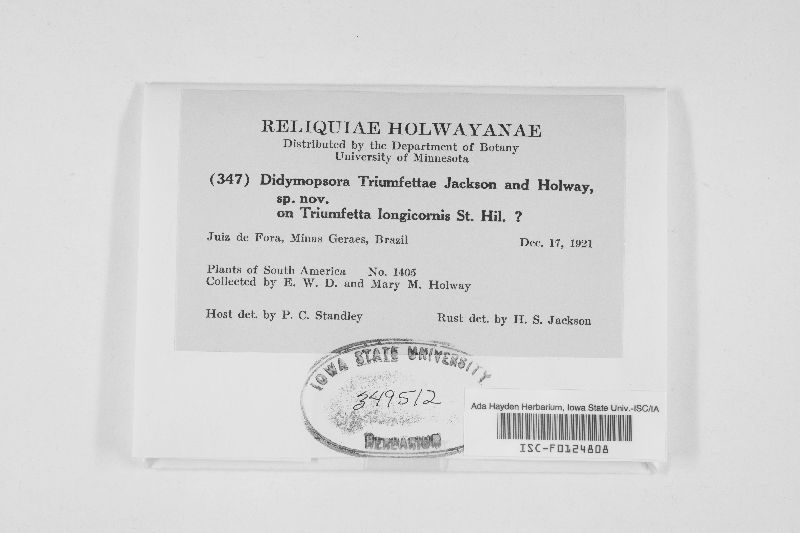 RELIQUIAE HOLWAYANAE
Distributed by the Department of Botany
University of Minnesota
(347) Didymopsora Triumfettae Jackson and Holway,
sp. nov.
on Triumfetta longicornis St. Hil. ?
Juiz de Fora, Minas Geraes, Brazil Dec. 17, 1921
Plants of South America No. 1405
Collected by E. W. D. and Mary M. Holway
Host det. by P. C. Standley Rust det. by H. S. Jackson
IOWA STATE UNIVERSITY
349512
HERBARIUM
Ada Hayden Herbarium, Iowa State Univ.-ISC/IA
ISC-F0124808